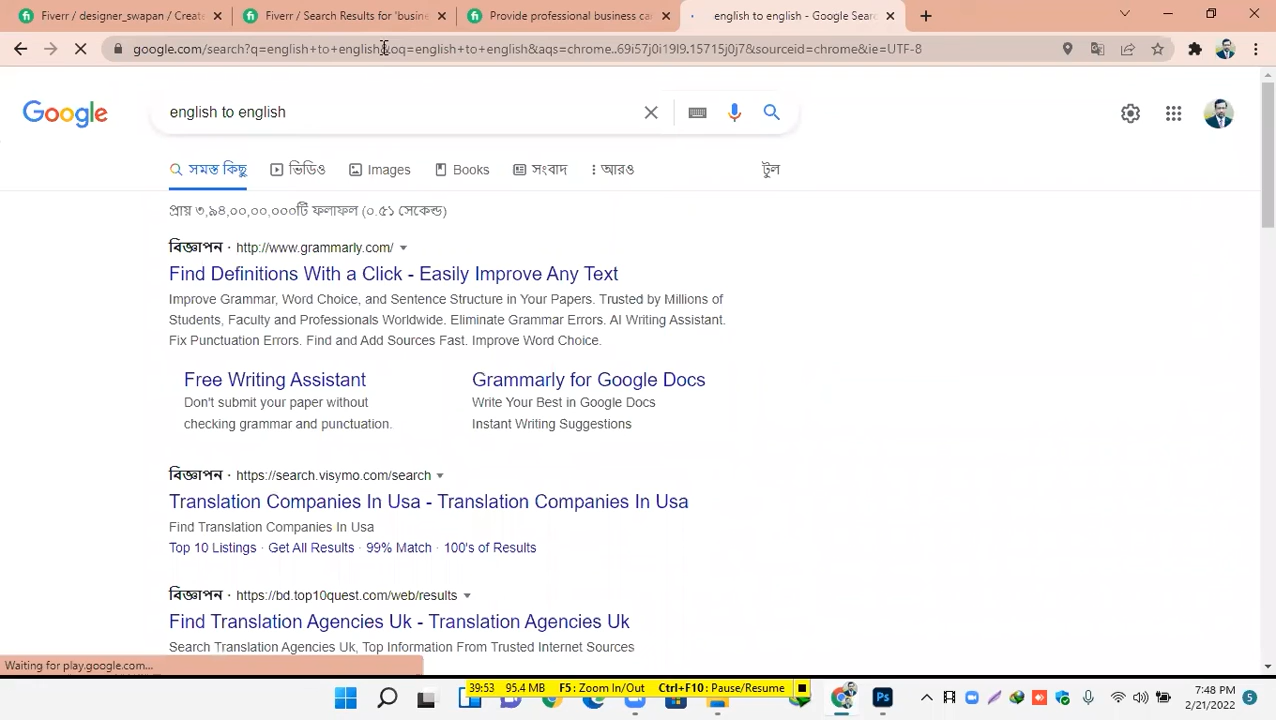 Fiverr / designer_swapan / Create
Fiverr / Search Results for 'busine
Provide professional business car
english to english - Google Sear
google.com/search?q=english+to+english&oq=english+to+english&aqs=chrome..69i57j0i19l9.15715j0j7&sourceid=chrome&ie=UTF-8
Google
english to english
সমস্ত কিছু
ভিডিও
Images
Books
সংবাদ
আরও
টুল
প্রায় ৩,৯৪,০০,০০,০০০টি ফলাফল (০.৫১ সেকেন্ড)
বিজ্ঞাপন · http://www.grammarly.com/
Find Definitions With a Click - Easily Improve Any Text
Improve Grammar, Word Choice, and Sentence Structure in Your Papers. Trusted by Millions of
Students, Faculty and Professionals Worldwide. Eliminate Grammar Errors. AI Writing Assistant.
Fix Punctuation Errors. Find and Add Sources Fast. Improve Word Choice.
Free Writing Assistant
Don't submit your paper without
checking grammar and punctuation.
Grammarly for Google Docs
Write Your Best in Google Docs
Instant Writing Suggestions
বিজ্ঞাপন · https://search.visymo.com/search
Translation Companies In Usa - Translation Companies In Usa
Find Translation Companies In Usa
Top 10 Listings · Get All Results · 99% Match · 100's of Results
বিজ্ঞাপন · https://bd.top10quest.com/web/results
Find Translation Agencies Uk - Translation Agencies Uk
Search Translation Agencies Uk, Top Information From Trusted Internet Sources
Waiting for play.google.com...
39:53 95.4 MB F5: Zoom In/Out Ctrl+F10: Pause/Resume
Ps
7:48 PM
2/21/2022
5